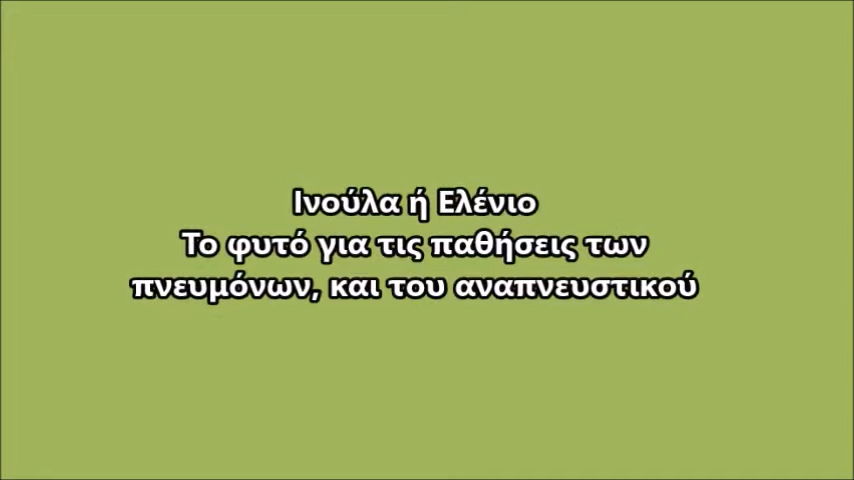 Ινούλα ή Ελένιο
Το φυτό για τις παθήσεις των
πνευμόνων, και του αναπνευστικού